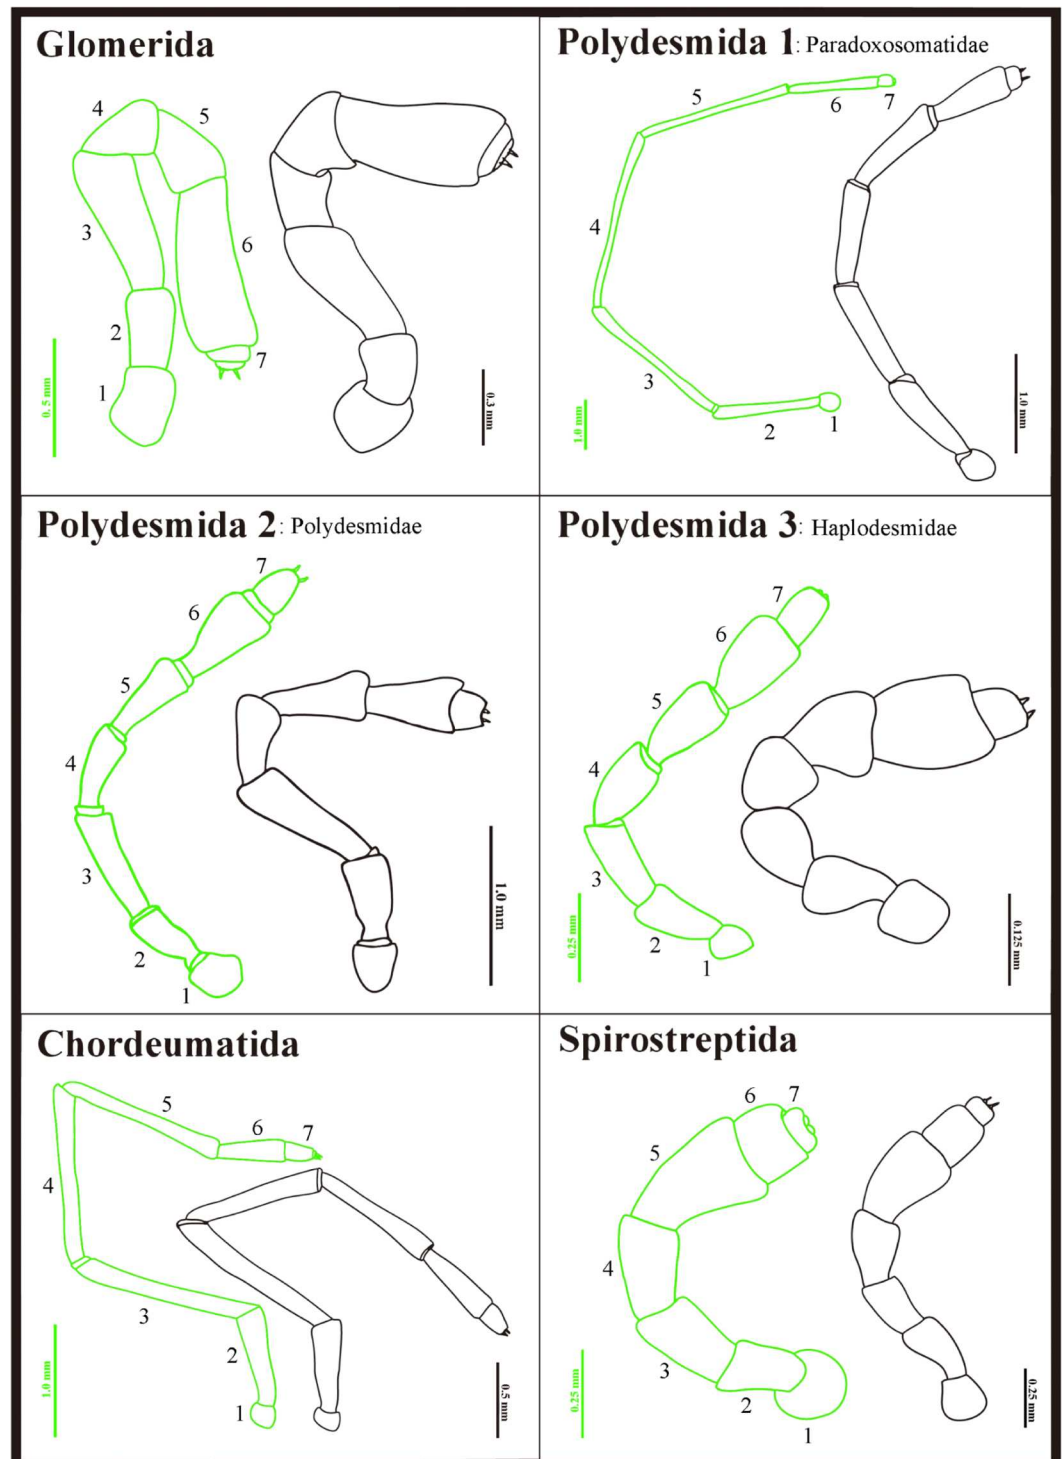 Glomerida
4
5
3
6
2
1
7
0.5 mm
0.3 mm
Polydesmida 1: Paradoxosomatidae
5
6
7
4
3
2
1
1.0 mm
1.0 mm
Polydesmida 2: Polydesmidae
7
6
5
4
3
2
1
1.0 mm
Polydesmida 3: Haplodesmidae
7
6
5
4
3
2
1
0.25 mm
0.125 mm
Chordeumatida
5
6
7
4
3
2
1
1.0 mm
0.5 mm
Spirostreptida
6
7
5
4
3
2
1
0.25 mm
0.25 mm